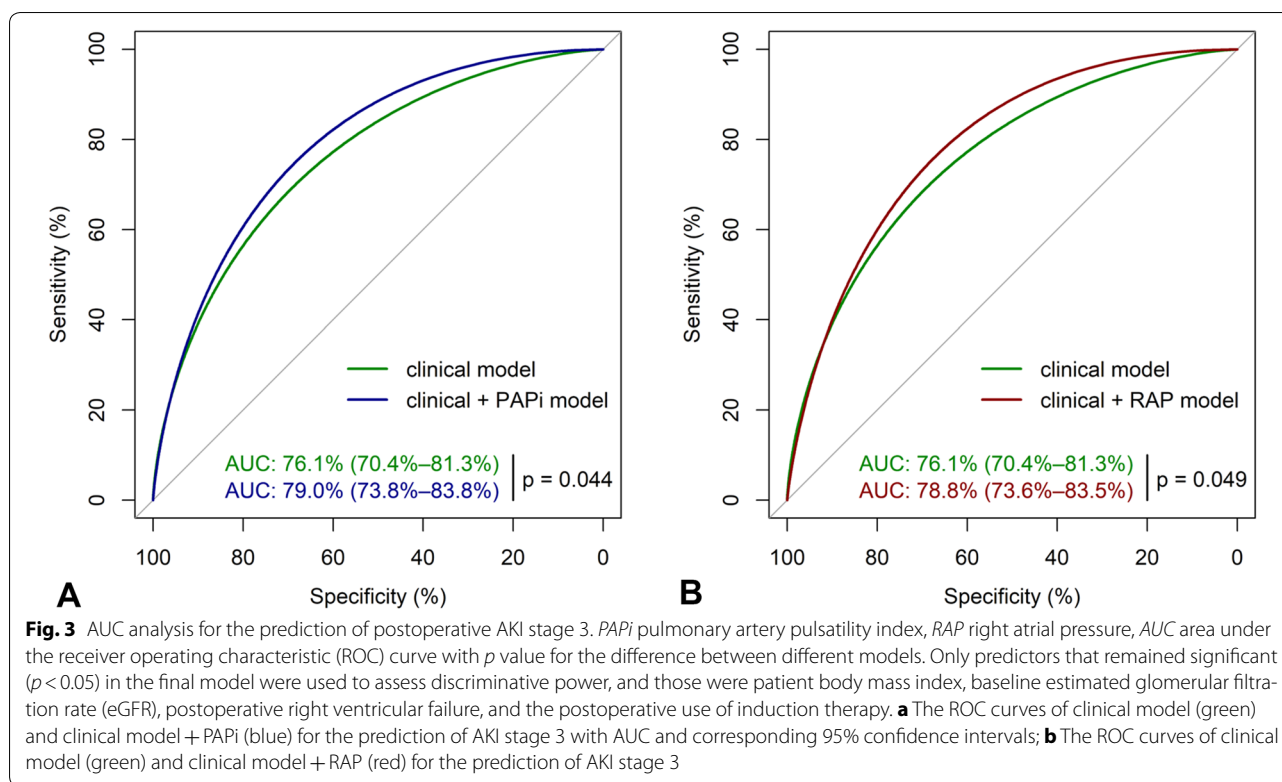 Sensitivity (%)
100
80
60
40
20
0
clinical model
clinical + PAPi model
AUC: 76.1% (70.4%–81.3%)
AUC: 79.0% (73.8%–83.8%)
p = 0.044
100 80 60 40 20 0
Specificity (%)
A
Sensitivity (%)
100
80
60
40
20
0
clinical model
clinical + RAP model
AUC: 76.1% (70.4%–81.3%)
AUC: 78.8% (73.6%–83.5%)
p = 0.049
100 80 60 40 20 0
Specificity (%)
B
Fig. 3 AUC analysis for the prediction of postoperative AKI stage 3. PAPi pulmonary artery pulsatility index, RAP right atrial pressure, AUC area under
the receiver operating characteristic (ROC) curve with p value for the difference between different models. Only predictors that remained significant
(p < 0.05) in the final model were used to assess discriminative power, and those were patient body mass index, baseline estimated glomerular filtra-
tion rate (eGFR), postoperative right ventricular failure, and the postoperative use of induction therapy. a The ROC curves of clinical model (green)
and clinical model + PAPi (blue) for the prediction of AKI stage 3 with AUC and corresponding 95% confidence intervals; b The ROC curves of clinical
model (green) and clinical model + RAP (red) for the prediction of AKI stage 3